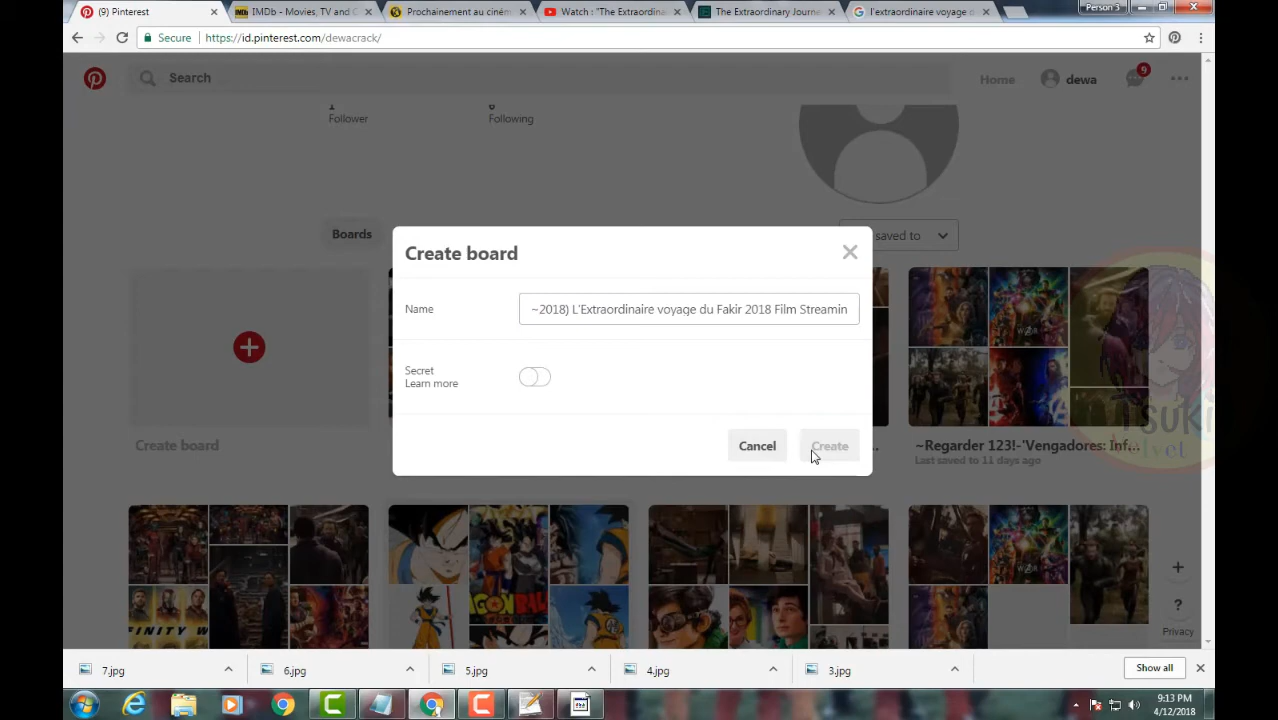 (9) Pinterest
IMDb - Movies, TV and C
Prochainement au ciném
Watch : "The Extraordina
The Extraordinary Journe
l'extraordinaire voyage d
Person 3
Secure
https://id.pinterest.com/dewacrack/
Search
Home
dewa
9
Follower
Following
Boards
saved to
Create board
Name
~2018) L'Extraordinaire voyage du Fakir 2018 Film Streamin
Secret
Learn more
Cancel
Create
Create board
~Regarder 123!-'Vengadores: Inf...
Last saved to 11 days ago
TSUKI
Velvet
Privacy
7.jpg
6.jpg
5.jpg
4.jpg
3.jpg
Show all
9:13 PM
4/12/2018